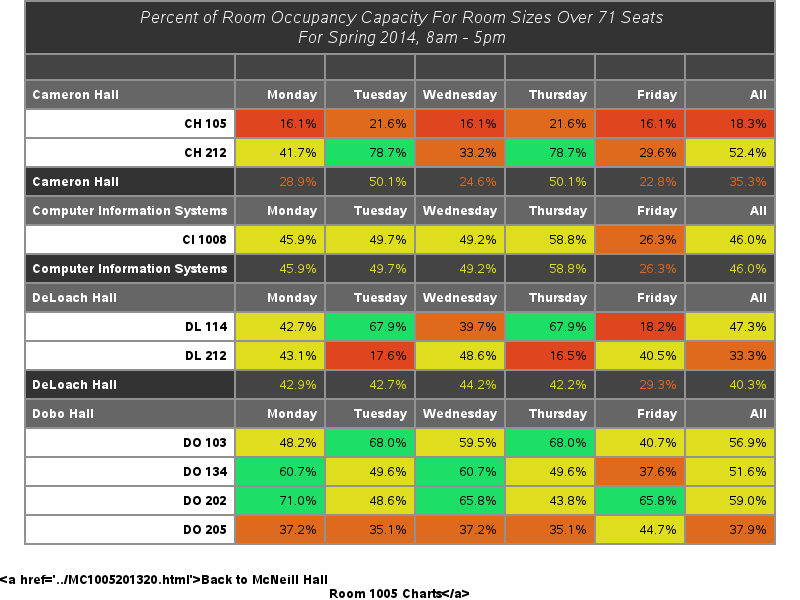 Percent of Room Occupancy Capacity For Room Sizes Over 71 Seats
For Spring 2014, 8am - 5pm
Cameron Hall Monday Tuesday Wednesday Thursday Friday All
CH 105 16.1% 21.6% 16.1% 21.6% 16.1% 18.3%
CH 212 41.7% 78.7% 33.2% 78.7% 29.6% 52.4%
Cameron Hall 28.9% 50.1% 24.6% 50.1% 22.8% 35.3%
Computer Information Systems Monday Tuesday Wednesday Thursday Friday All
CI 1008 45.9% 49.7% 49.2% 58.8% 26.3% 46.0%
Computer Information Systems 45.9% 49.7% 49.2% 58.8% 26.3% 46.0%
DeLoach Hall Monday Tuesday Wednesday Thursday Friday All
DL 114 42.7% 67.9% 39.7% 67.9% 18.2% 47.3%
DL 212 43.1% 17.6% 48.6% 16.5% 40.5% 33.3%
DeLoach Hall 42.9% 42.7% 44.2% 42.2% 29.3% 40.3%
Dobo Hall Monday Tuesday Wednesday Thursday Friday All
DO 103 48.2% 68.0% 59.5% 68.0% 40.7% 56.9%
DO 134 60.7% 49.6% 60.7% 49.6% 37.6% 51.6%
DO 202 71.0% 48.6% 65.8% 43.8% 65.8% 59.0%
DO 205 37.2% 35.1% 37.2% 35.1% 44.7% 37.9%
<a href='../MC1005201320.html'>Back to McNeill Hall
Room 1005 Charts</a>